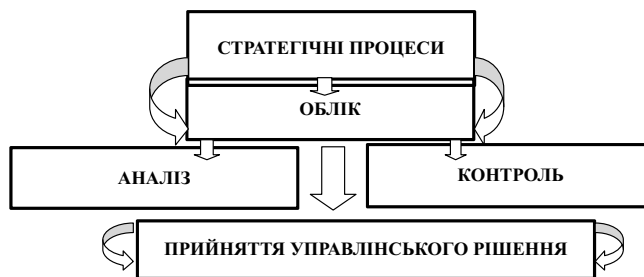 СТРАТЕГІЧНІ ПРОЦЕСИ
ОБЛІК
АНАЛІЗ
КОНТРОЛЬ
ПРИЙНЯТТЯ УПРАВЛІНСЬКОГО РІШЕННЯ